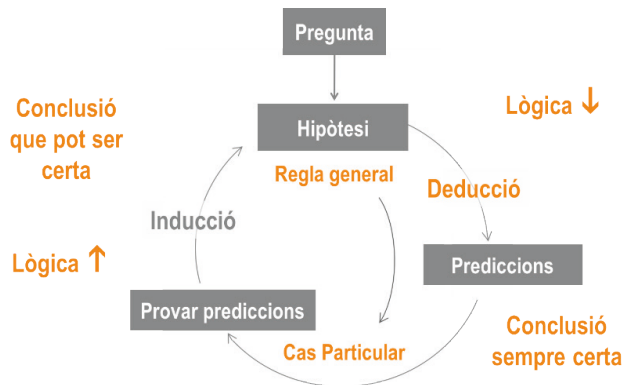 Pregunta
Conclusió
que pot ser
certa
Lògica ↓
Hipòtesi
Regla general
Deducció
Inducció
Lògica ↑
Prediccions
Provar prediccions
Cas Particular
Conclusió
sempre certa